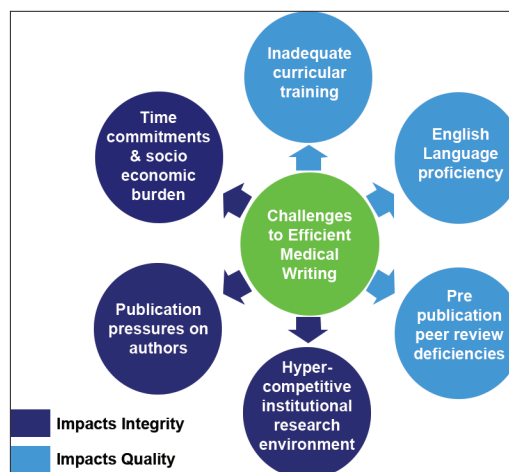 Inadequate
curricular
training
Time
commitments
& socio
economic
burden
English
Language
proficiency
Challenges
to Efficient
Medical
Writing
Publication
pressures on
authors
Pre
publication
peer review
deficiencies
Hyper-
competitive
institutional
research
environment
Impacts Integrity
Impacts Quality